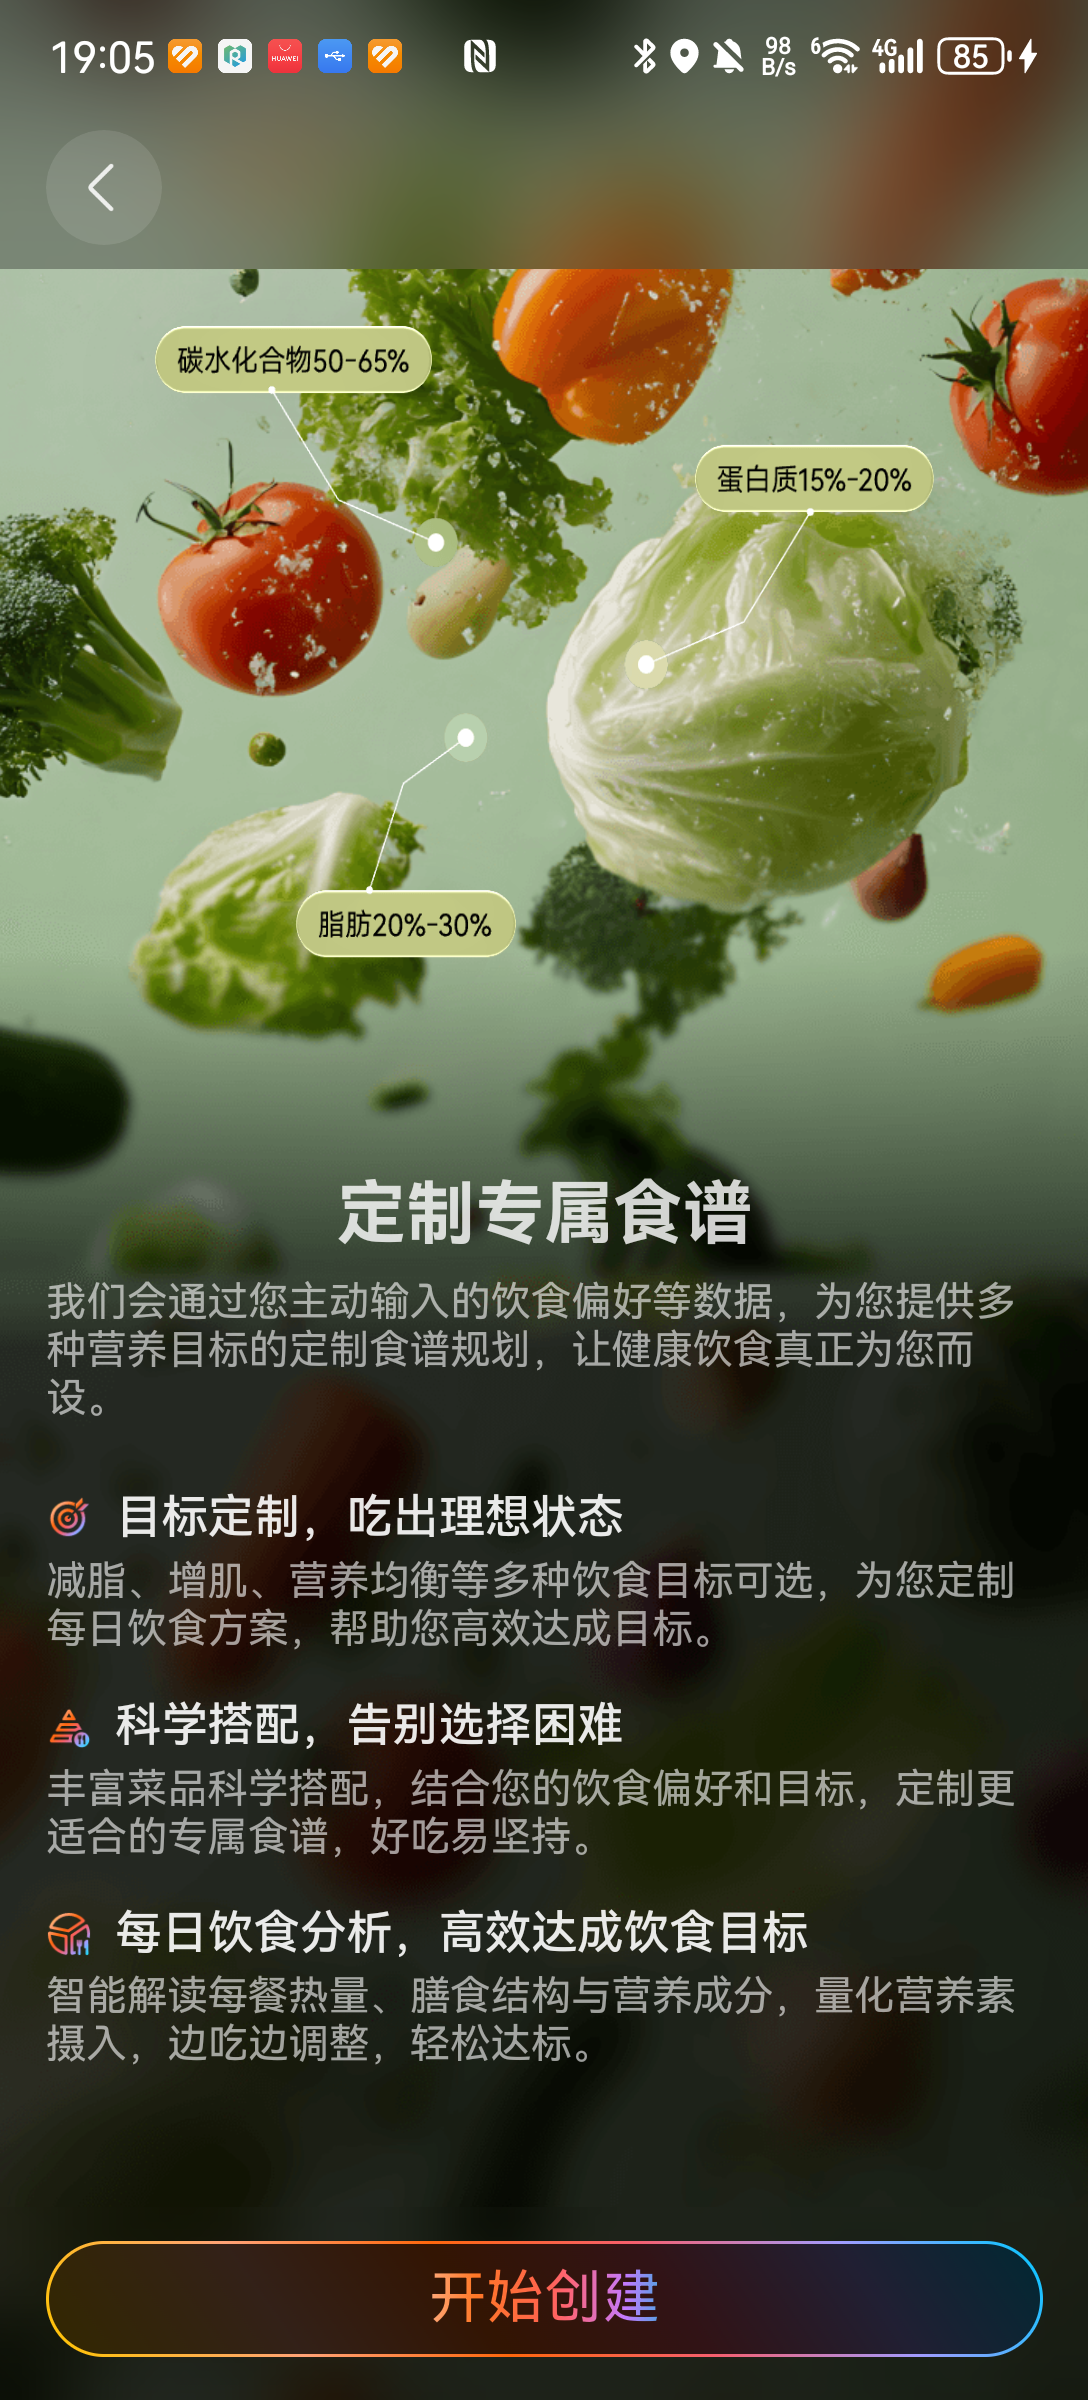 19:05
HUAWEI
98
B/s
6
4G
85
碳水化合物50-65%
蛋白质15%-20%
脂肪20%-30%
定制专属食谱
我们会通过您主动输入的饮食偏好等数据，为您提供多
种营养目标的定制食谱规划，让健康饮食真正为您而
设。
目标定制，吃出理想状态
减脂、增肌、营养均衡等多种饮食目标可选，为您定制
每日饮食方案，帮助您高效达成目标。
科学搭配，告别选择困难
丰富菜品科学搭配，结合您的饮食偏好和目标，定制更
适合的专属食谱，好吃易坚持。
每日饮食分析，高效达成饮食目标
智能解读每餐热量、膳食结构与营养成分，量化营养素
摄入，边吃边调整，轻松达标。
开始创建